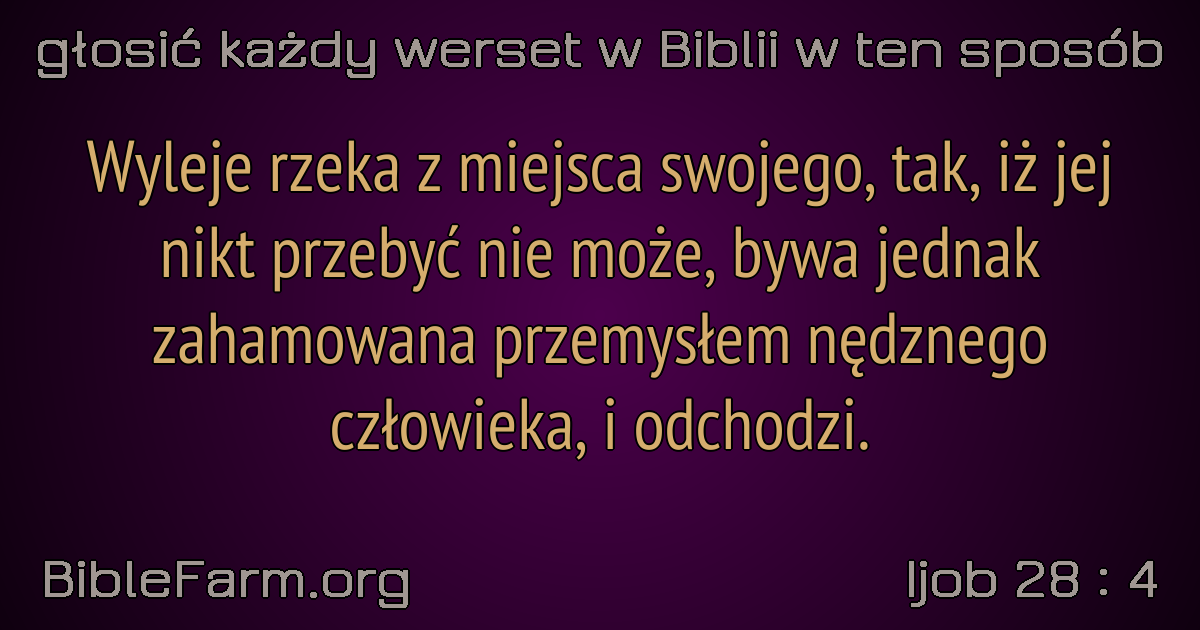 głosić każdy werset w Biblii w ten sposób
Wyleje rzeka z miejsca swojego, tak, iż jej
nikt przebyć nie może, bywa jednak
zahamowana przemysłem nędznego
człowieka, i odchodzi.
BibleFarm.org
Ijob 28 : 4